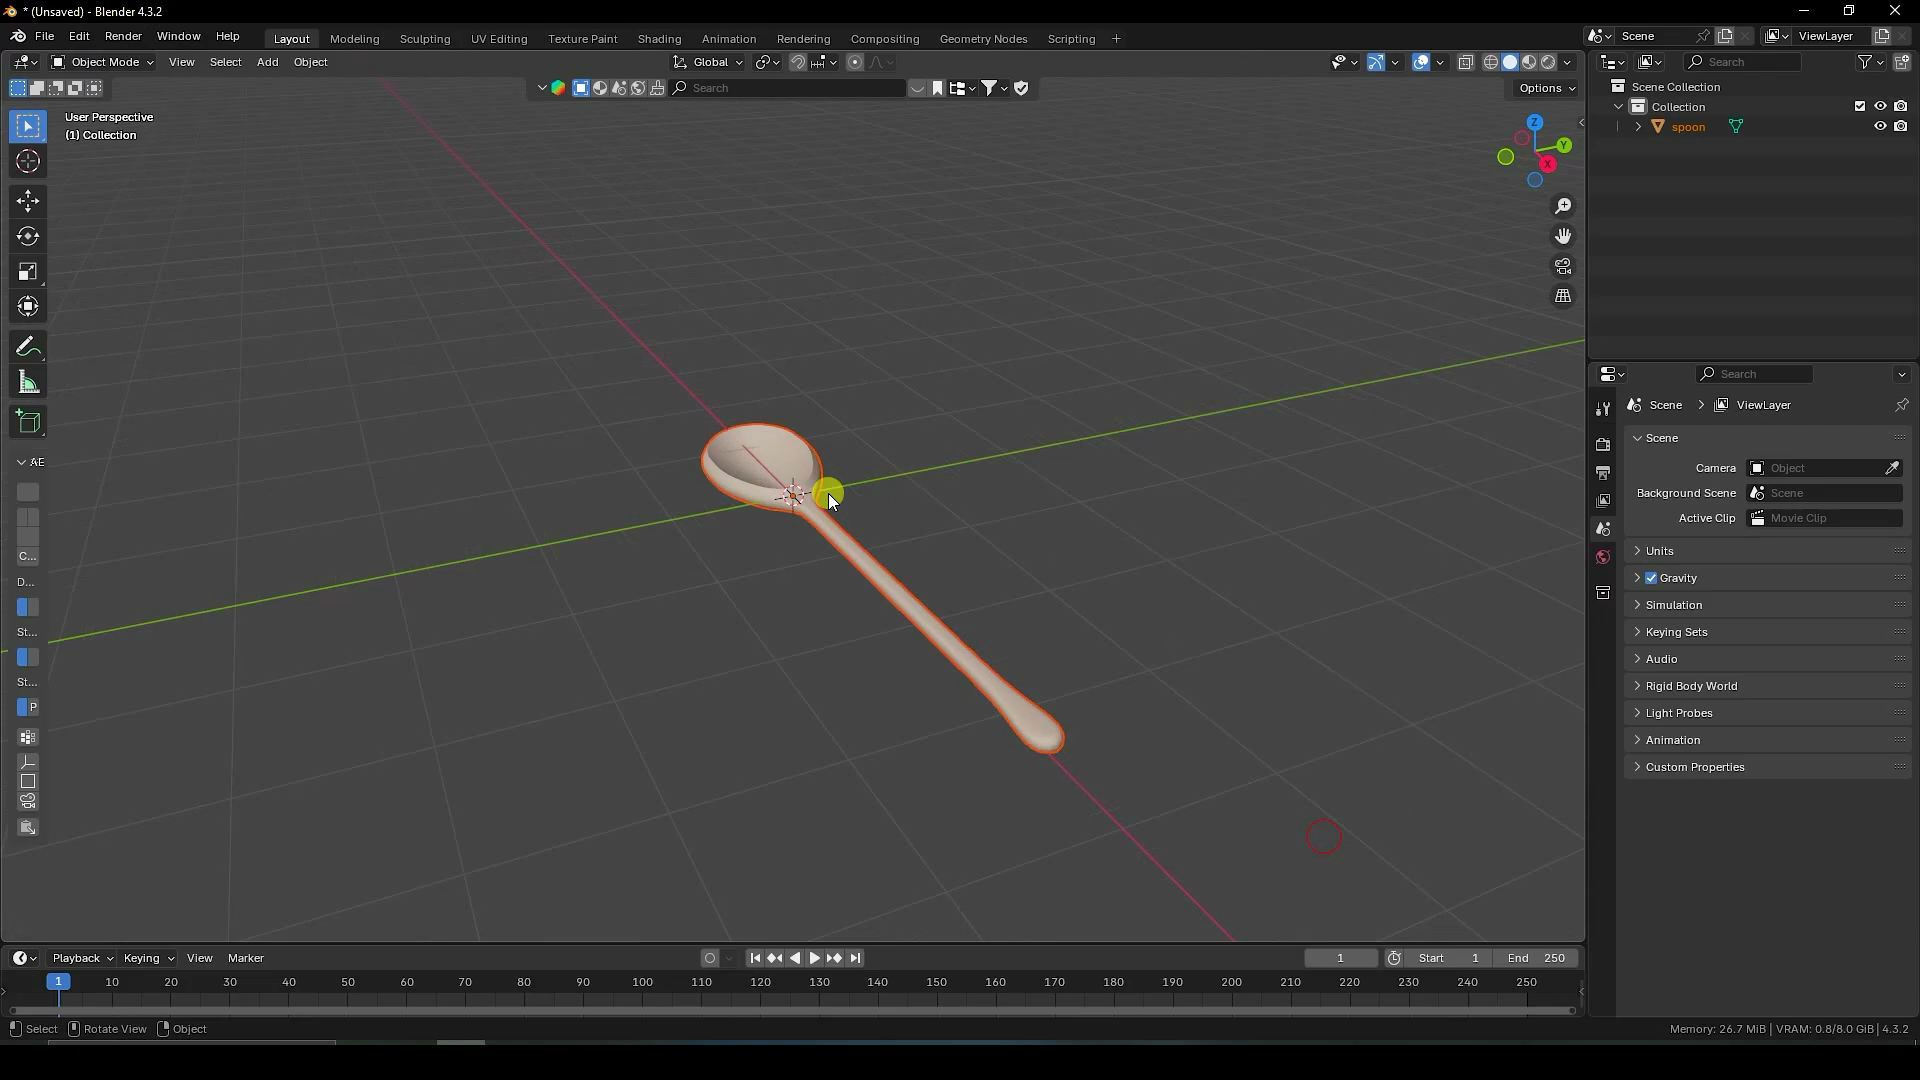 * (Unsaved) - Blender 4.3.2
File Edit Render Window Help Layout Modeling Sculpting UV Editing Texture Paint Shading Animation Rendering Compositing Geometry Nodes Scripting + Scene ViewLayer
Object Mode View Select Add Object Global Search
Search Options
User Perspective
(1) Collection
Z
Y
X
Scene Collection
Collection
spoon
Search
Scene > ViewLayer
Scene
Camera Object
Background Scene Scene
Active Clip Movie Clip
Units
Gravity
Simulation
Keying Sets
Audio
Rigid Body World
Light Probes
Animation
Custom Properties
AE
C...
D...
St...
St...
P
Playback Keying View Marker 1 Start 1 End 250
1 10 20 30 40 50 60 70 80 90 100 110 120 130 140 150 160 170 180 190 200 210 220 230 240 250
Select Rotate View Object Memory: 26.7 MiB | VRAM: 0.8/8.0 GiB | 4.3.2